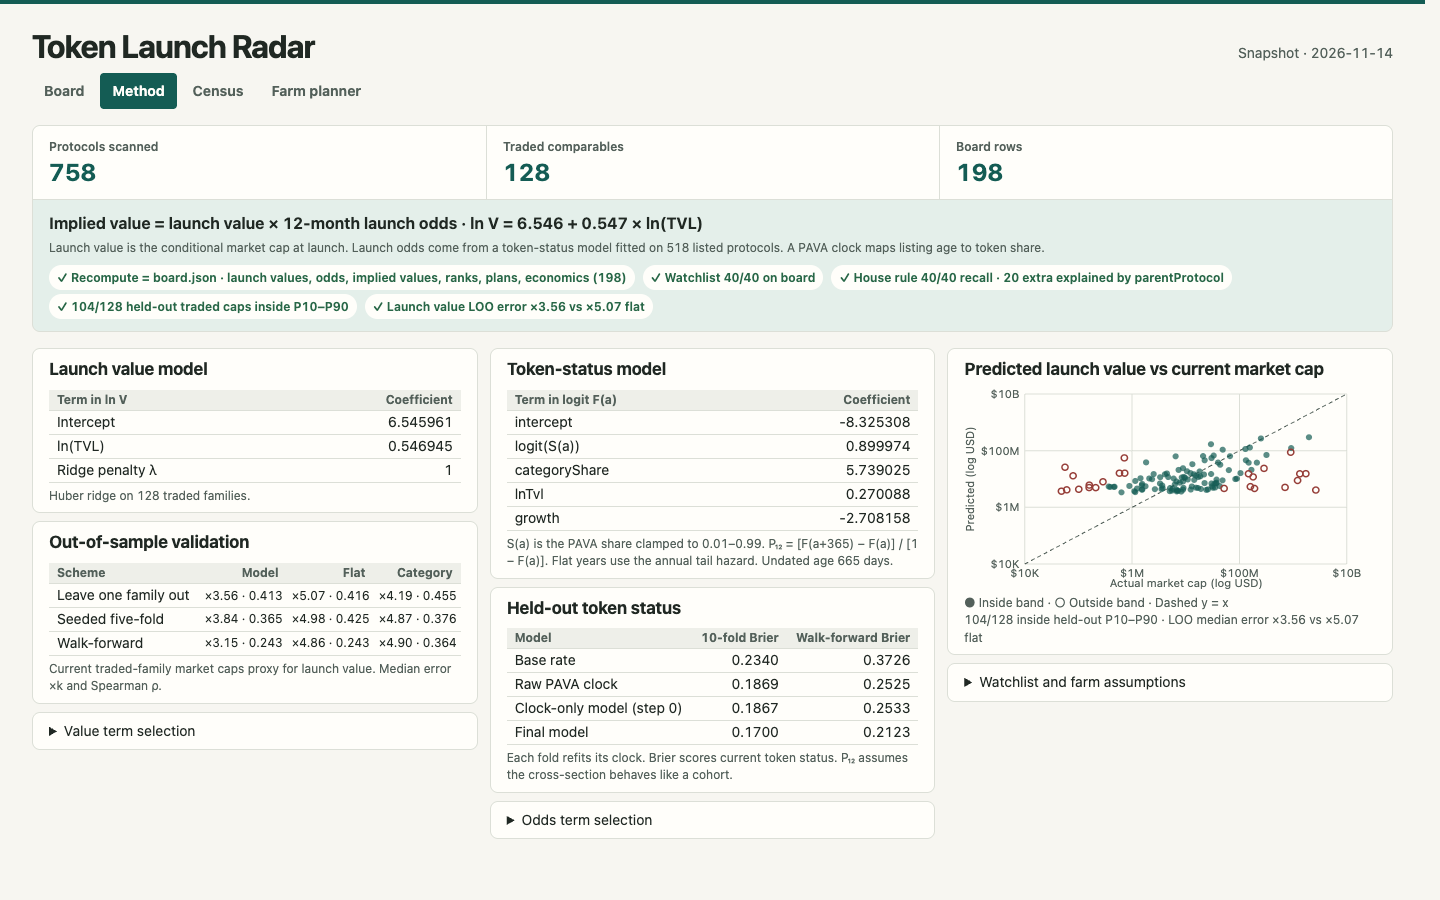 Token Launch Radar
Snapshot · 2026-11-14
Board
Method
Census
Farm planner
Protocols scanned
758
Traded comparables
128
Board rows
198
Implied value = launch value × 12-month launch odds · ln V = 6.546 + 0.547 × ln(TVL)
Launch value is the conditional market cap at launch. Launch odds come from a token-status model fitted on 518 listed protocols. A PAVA clock maps listing age to token share.
✓ Recompute = board.json · launch values, odds, implied values, ranks, plans, economics (198)
✓ Watchlist 40/40 on board
✓ House rule 40/40 recall · 20 extra explained by parentProtocol
✓ 104/128 held-out traded caps inside P10–P90
✓ Launch value LOO error ×3.56 vs ×5.07 flat
Launch value model
Term in ln V Coefficient
Intercept 6.545961
ln(TVL) 0.546945
Ridge penalty λ 1
Huber ridge on 128 traded families.
Out-of-sample validation
Scheme Model Flat Category
Leave one family out ×3.56 · 0.413 ×5.07 · 0.416 ×4.19 · 0.455
Seeded five-fold ×3.84 · 0.365 ×4.98 · 0.425 ×4.87 · 0.376
Walk-forward ×3.15 · 0.243 ×4.86 · 0.243 ×4.90 · 0.364
Current traded-family market caps proxy for launch value. Median error
×k and Spearman ρ.
▶ Value term selection
Token-status model
Term in logit F(a) Coefficient
intercept -8.325308
logit(S(a)) 0.899974
categoryShare 5.739025
lnTvl 0.270088
growth -2.708158
S(a) is the PAVA share clamped to 0.01–0.99. P₁₂ = [F(a+365) − F(a)] / [1
− F(a)]. Flat years use the annual tail hazard. Undated age 665 days.
Held-out token status
Model 10-fold Brier Walk-forward Brier
Base rate 0.2340 0.3726
Raw PAVA clock 0.1869 0.2525
Clock-only model (step 0) 0.1867 0.2533
Final model 0.1700 0.2123
Each fold refits its clock. Brier scores current token status. P₁₂ assumes
the cross-section behaves like a cohort.
▶ Odds term selection
Predicted launch value vs current market cap
Predicted (log USD)
$10B
$100M
$1M
$10K
$10K $1M $100M $10B
Actual market cap (log USD)
● Inside band · ○ Outside band · Dashed y = x
104/128 inside held-out P10–P90 · LOO median error ×3.56 vs ×5.07
flat
▶ Watchlist and farm assumptions